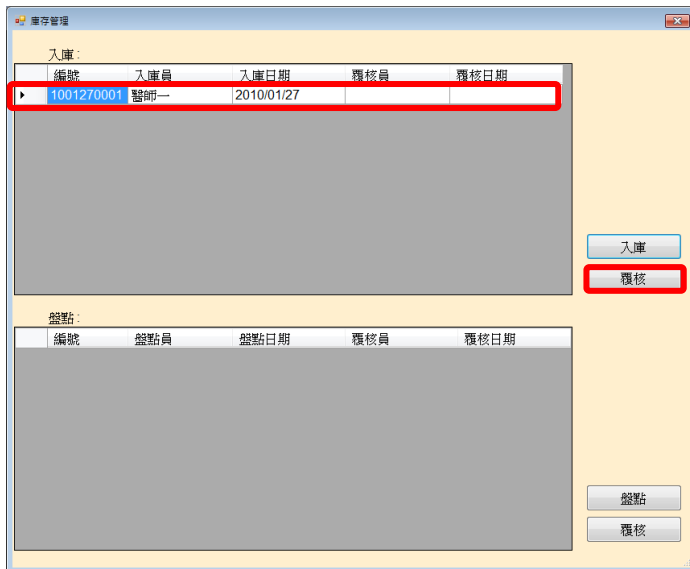 庫存管理
入庫:
編號 入庫員 入庫日期 覆核員 覆核日期
1001270001 醫師一 2010/01/27
入庫
覆核
盤點:
編號 盤點員 盤點日期 覆核員 覆核日期
盤點
覆核